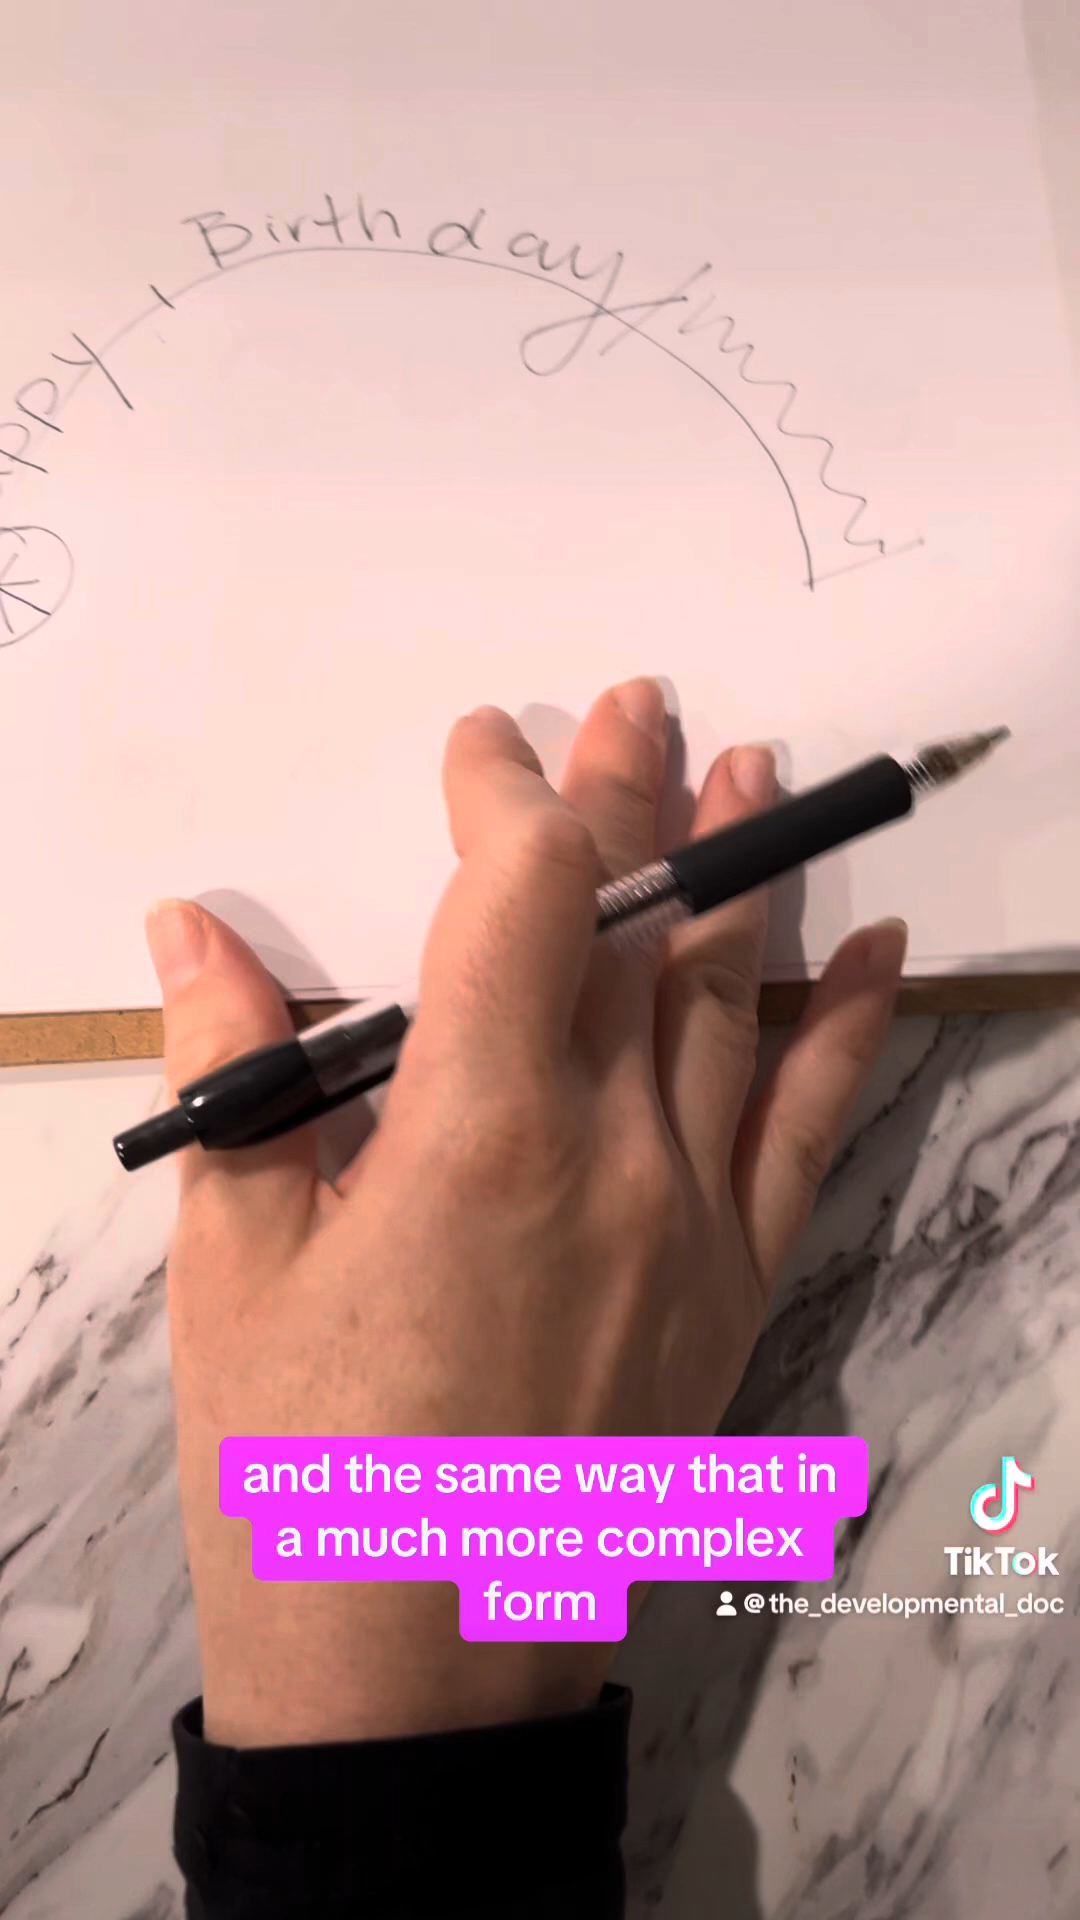 ppy Birthday
and the same way that in
a much more complex
form
TikTok
@the_developmental_doc